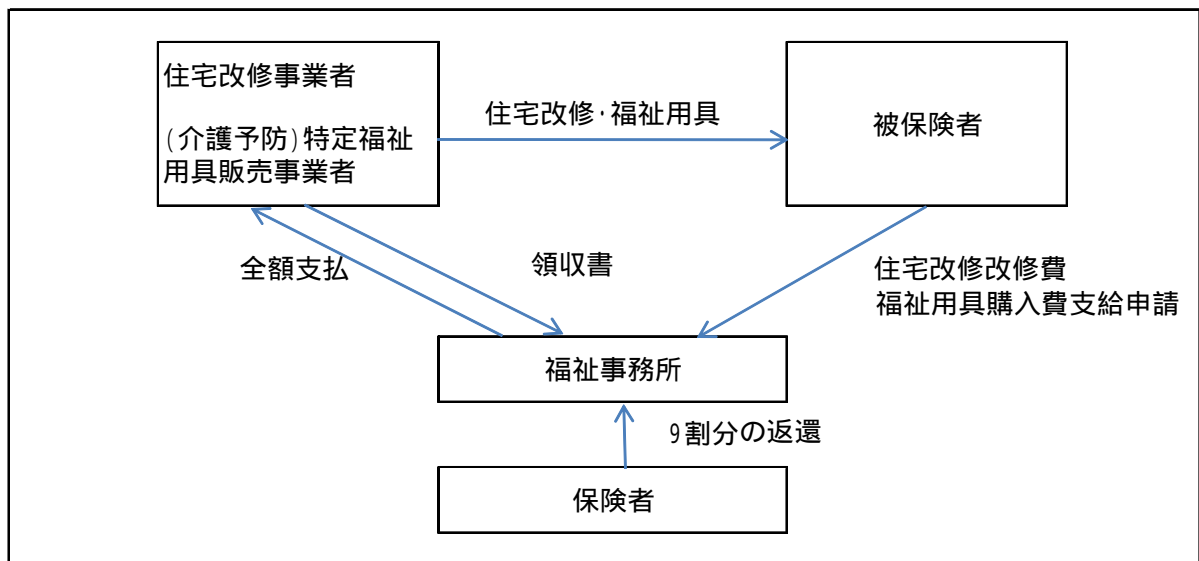 住宅改修事業者
(介護予防)特定福祉
用具販売事業者
住宅改修･福祉用具
被保険者
全額支払
領収書
住宅改修改修費
福祉用具購入費支給申請
福祉事務所
9割分の返還
保険者